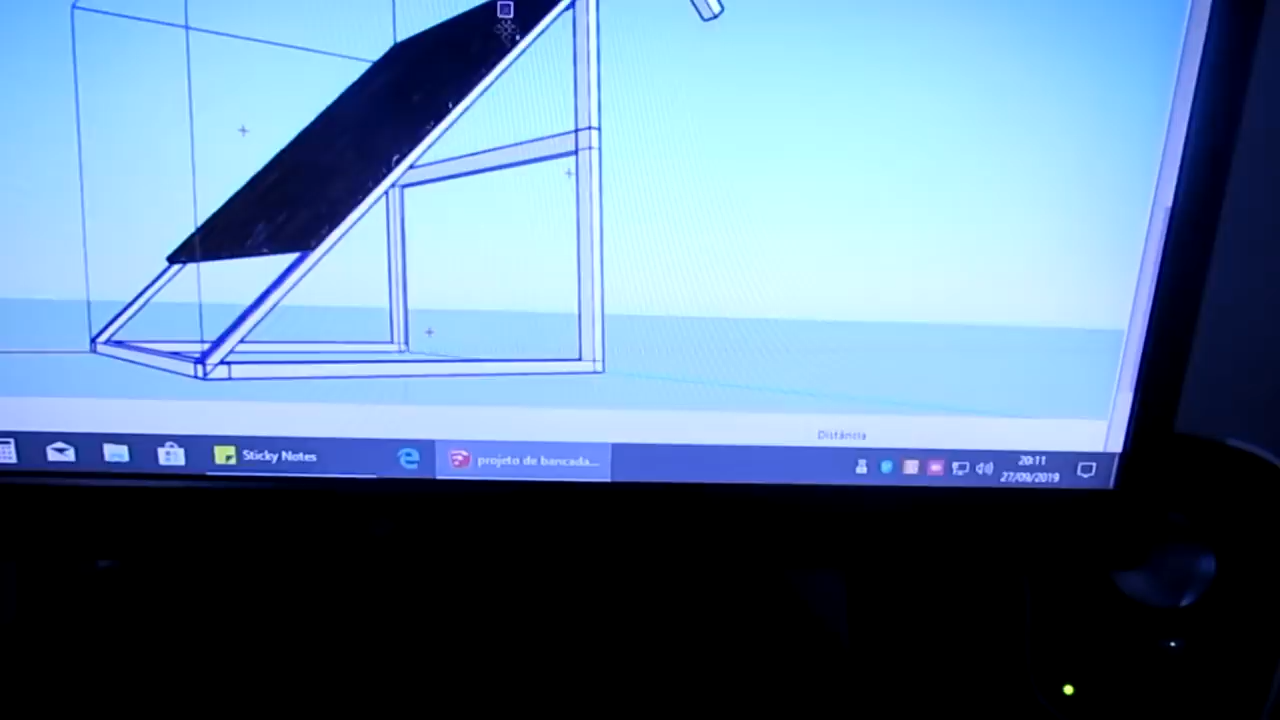 Distância
Sticky Notes
projeto de bancada...
20:11
27/09/2019